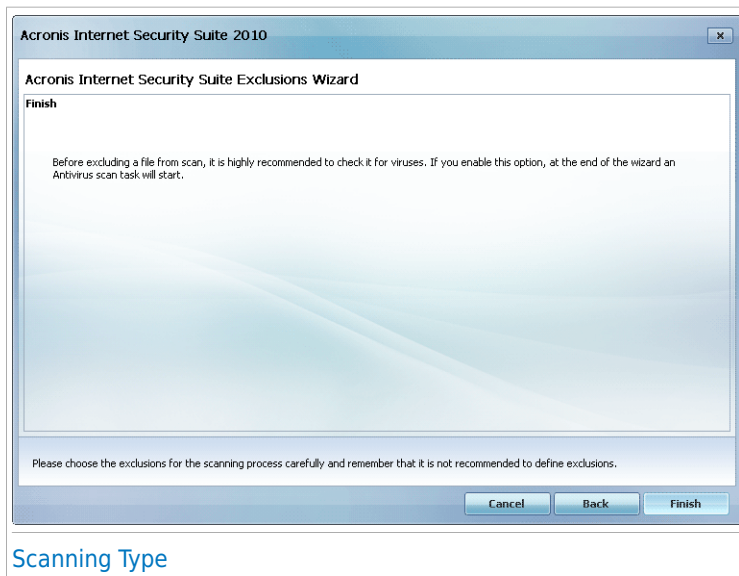 Acronis Internet Security Suite 2010
x
Acronis Internet Security Suite Exclusions Wizard
Finish
Before excluding a file from scan, it is highly recommended to check it for viruses. If you enable this option, at the end of the wizard an
Antivirus scan task will start.
Please choose the exclusions for the scanning process carefully and remember that it is not recommended to define exclusions.
Cancel Back Finish
Scanning Type